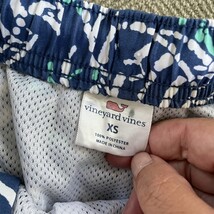 vineyard vines
XS
100% POLYESTER
MADE IN CHINA